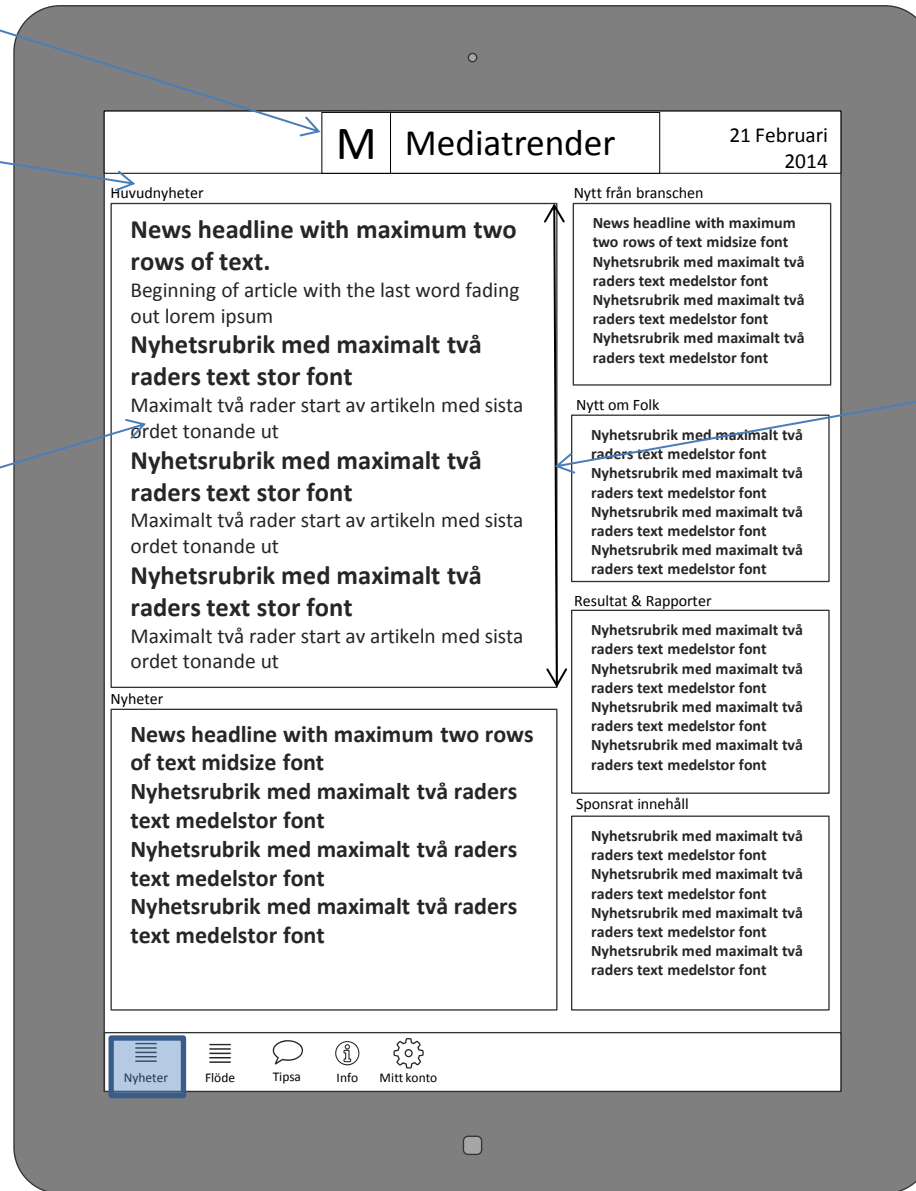 M Mediatrender
21 Februari
2014
Huvudnyheter
News headline with maximum two
rows of text.
Beginning of article with the last word fading
out lorem ipsum
Nyhetsrubrik med maximalt två
raders text stor font
Maximalt två rader start av artikeln med sista
ordet tonande ut
Nyhetsrubrik med maximalt två
raders text stor font
Maximalt två rader start av artikeln med sista
ordet tonande ut
Nyhetsrubrik med maximalt två
raders text stor font
Maximalt två rader start av artikeln med sista
ordet tonande ut
Nyheter
News headline with maximum two rows
of text midsize font
Nyhetsrubrik med maximalt två raders
text medelstor font
Nyhetsrubrik med maximalt två raders
text medelstor font
Nyhetsrubrik med maximalt två raders
text medelstor font
Nytt från branschen
News headline with maximum
two rows of text midsize font
Nyhetsrubrik med maximalt två
raders text medelstor font
Nyhetsrubrik med maximalt två
raders text medelstor font
Nyhetsrubrik med maximalt två
raders text medelstor font
Nytt om Folk
Nyhetsrubrik med maximalt två
raders text medelstor font
Nyhetsrubrik med maximalt två
raders text medelstor font
Nyhetsrubrik med maximalt två
raders text medelstor font
Nyhetsrubrik med maximalt två
raders text medelstor font
Resultat & Rapporter
Nyhetsrubrik med maximalt två
raders text medelstor font
Nyhetsrubrik med maximalt två
raders text medelstor font
Nyhetsrubrik med maximalt två
raders text medelstor font
Nyhetsrubrik med maximalt två
raders text medelstor font
Sponsrat innehåll
Nyhetsrubrik med maximalt två
raders text medelstor font
Nyhetsrubrik med maximalt två
raders text medelstor font
Nyhetsrubrik med maximalt två
raders text medelstor font
Nyhetsrubrik med maximalt två
raders text medelstor font
Nyheter Flöde Tipsa Info Mitt konto